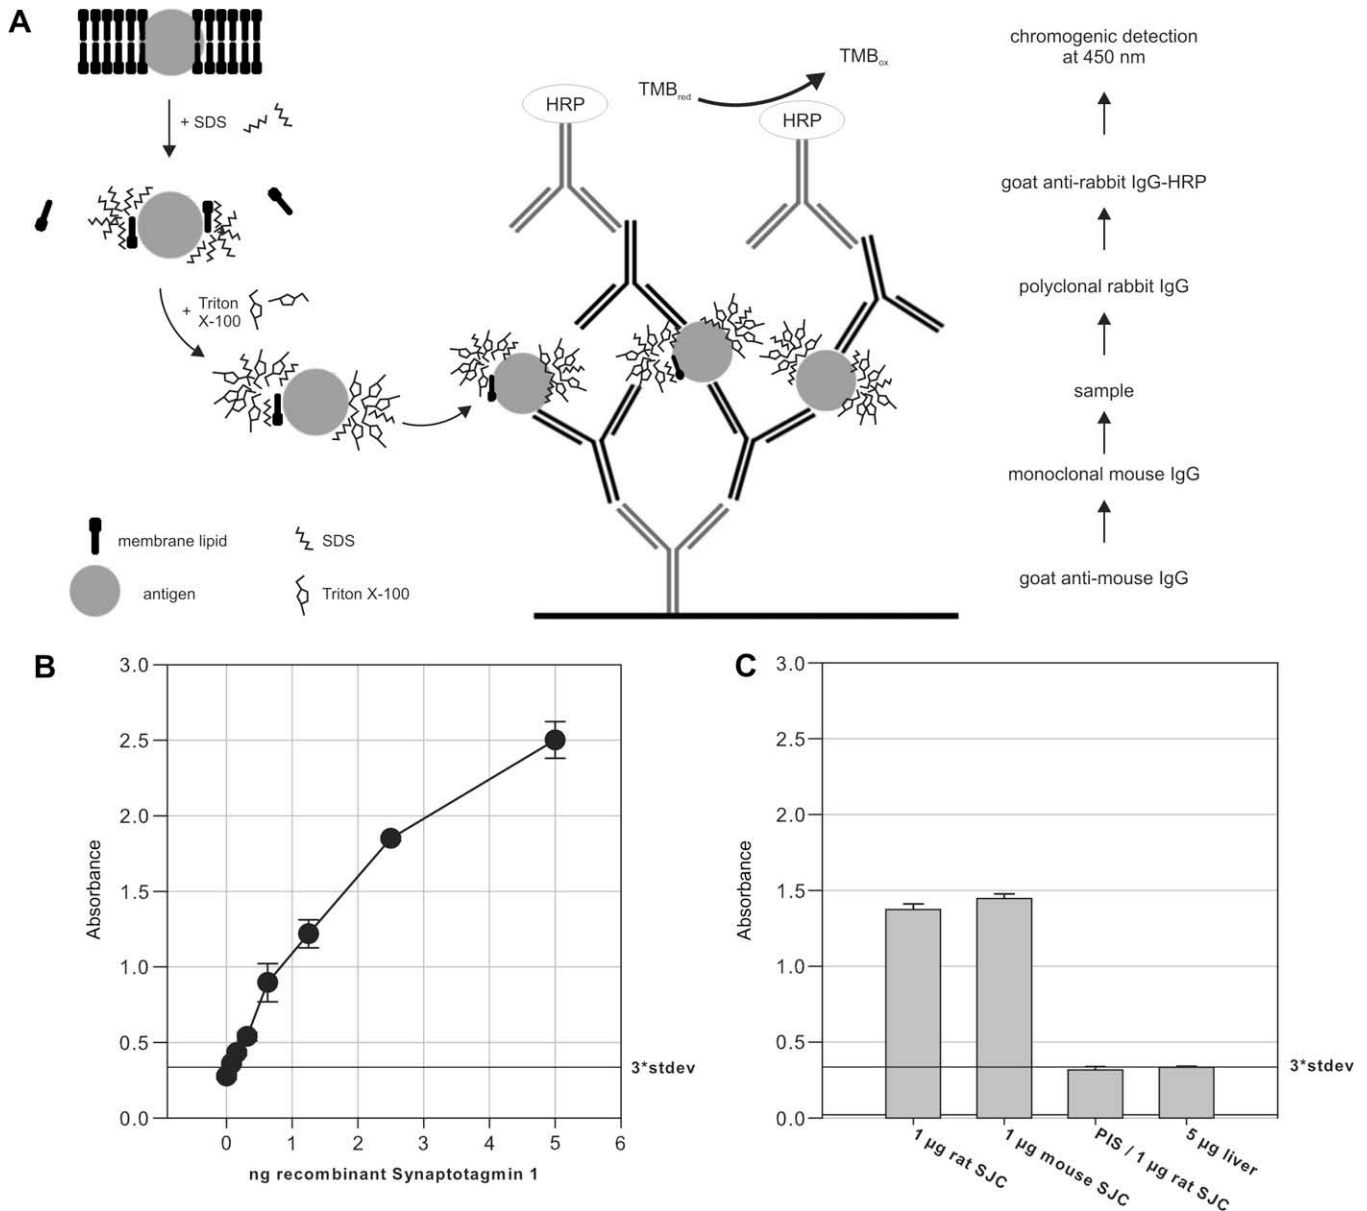 A
+ SDS
+ Triton
X-100
membrane lipid
SDS
antigen
Triton X-100
HRP
TMBred
TMBox
HRP
chromogenic detection
at 450 nm
goat anti-rabbit IgG-HRP
polyclonal rabbit IgG
sample
monoclonal mouse IgG
goat anti-mouse IgG
B
3.0
2.5
2.0
1.5
1.0
0.5
0.0
Absorbance
0 1 2 3 4 5 6
ng recombinant Synaptotagmin 1
3*stdev
C
3.0
2.5
2.0
1.5
1.0
0.5
0.0
Absorbance
1 µg rat SJC
1 µg mouse SJC
PIS / 1 µg rat SJC
5 µg liver
3*stdev